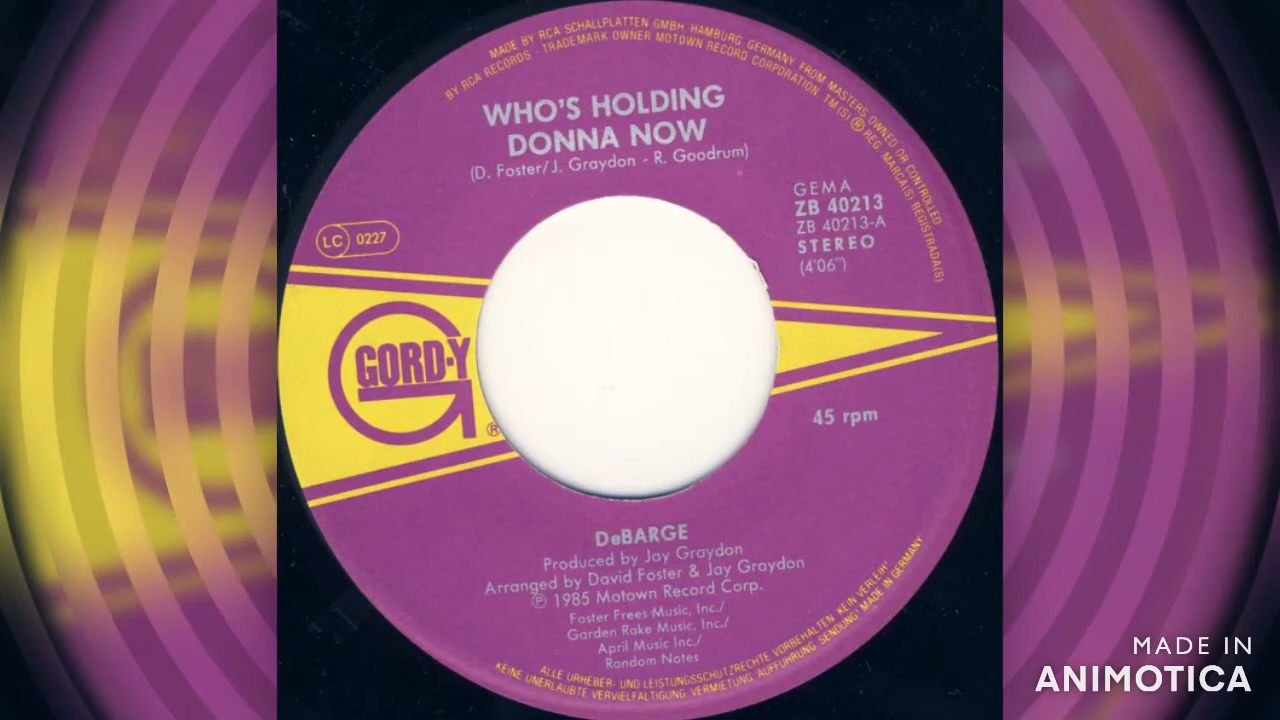 MADE BY RCA SCHALLPLATTEN GMBH, HAMBURG, GERMANY, FROM MASTERS OWNED OR CONTROLLED
BY RCA RECORDS · TRADEMARK OWNER MOTOWN RECORD CORPORATION. TM(S) ® REG. MARCA(S) REGISTRADA(S)
WHO'S HOLDING
DONNA NOW
(D. Foster/J. Graydon - R. Goodrum)
GEMA
ZB 40213
ZB 40213-A
STEREO
(4'06")
LC 0227
GORDY
®
45 rpm
DeBARGE
Produced by Jay Graydon
Arranged by David Foster & Jay Graydon
℗ 1985 Motown Record Corp.
Foster Frees Music, Inc./
Garden Rake Music, Inc./
April Music Inc./
Random Notes
ALLE URHEBER- UND LEISTUNGSSCHUTZRECHTE VORBEHALTEN KEIN VERLEIH!
KEINE UNERLAUBTE VERVIELFÄLTIGUNG VERMIETUNG AUFFÜHRUNG SENDUNG! MADE IN GERMANY
MADE IN
ANIMOTICA